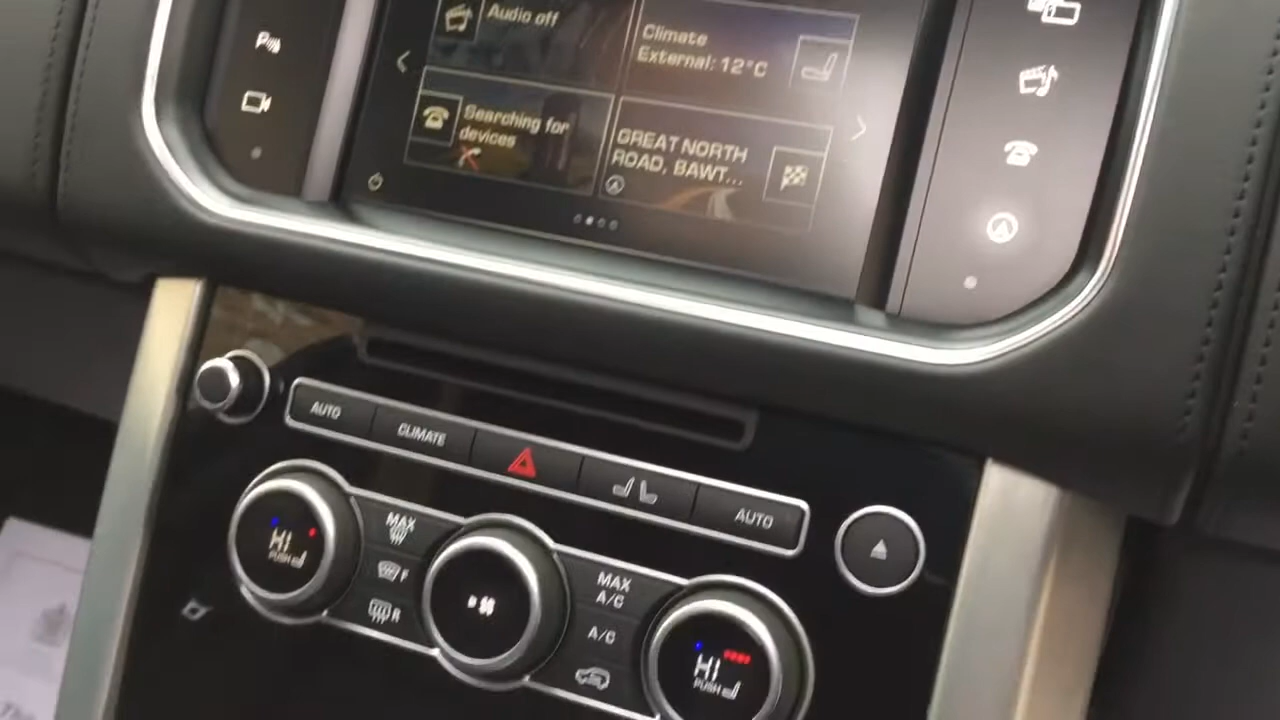 Audio off
Climate
External: 12°C
Searching for
devices
GREAT NORTH
ROAD, BAWT...
AUTO
CLIMATE
AUTO
MAX
F
R
HI
PUSH
MAX
A/C
A/C
HI
PUSH